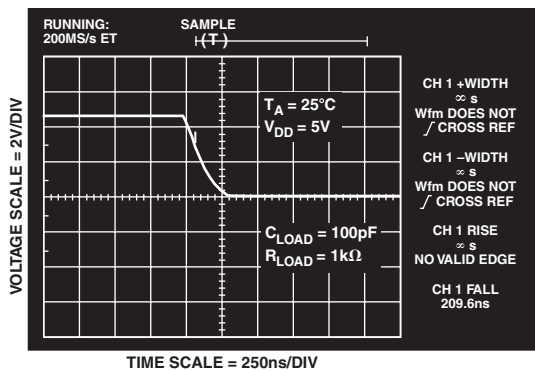 RUNNING:
200MS/s ET
SAMPLE
(T)
T_A = 25°C
V_DD = 5V
C_LOAD = 100pF
R_LOAD = 1kΩ
CH 1 +WIDTH
∞ s
Wfm DOES NOT
∫ CROSS REF
CH 1 –WIDTH
∞ s
Wfm DOES NOT
∫ CROSS REF
CH 1 RISE
∞ s
NO VALID EDGE
CH 1 FALL
209.6ns
VOLTAGE SCALE = 2V/DIV
TIME SCALE = 250ns/DIV